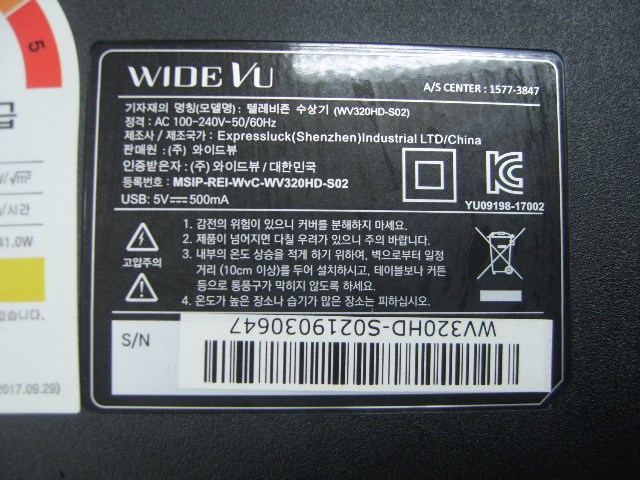 5
급
/시간
41.0W
있습니다.
2017.09.29)
WIDE VU
A/S CENTER : 1577-3847
기자재의 명칭(모델명) : 텔레비죤 수상기 (WV320HD-S02)
정격 : AC 100-240V~50/60Hz
제조사 / 제조국가 : Expressluck(Shenzhen)Industrial LTD/China
판매원 : (주) 와이드뷰
인증받은자 : (주) 와이드뷰 / 대한민국
등록번호 : MSIP-REI-WvC-WV320HD-S02
USB: 5V⎓500mA
YU09198-17002
고압주의
1. 감전의 위험이 있으니 커버를 분해하지 마세요.
2. 제품이 넘어지면 다칠 우려가 있으니 주의 바랍니다.
3. 내부의 온도 상승을 적게 하기 위하여, 벽으로부터 일정
거리 (10cm 이상)를 두어 설치하시고, 테이블보나 커튼
등으로 통풍구가 막히지 않도록 하세요.
4. 온도가 높은 장소나 습기가 많은 장소는 피하십시오.
S/N
WV320HD-S0219030647